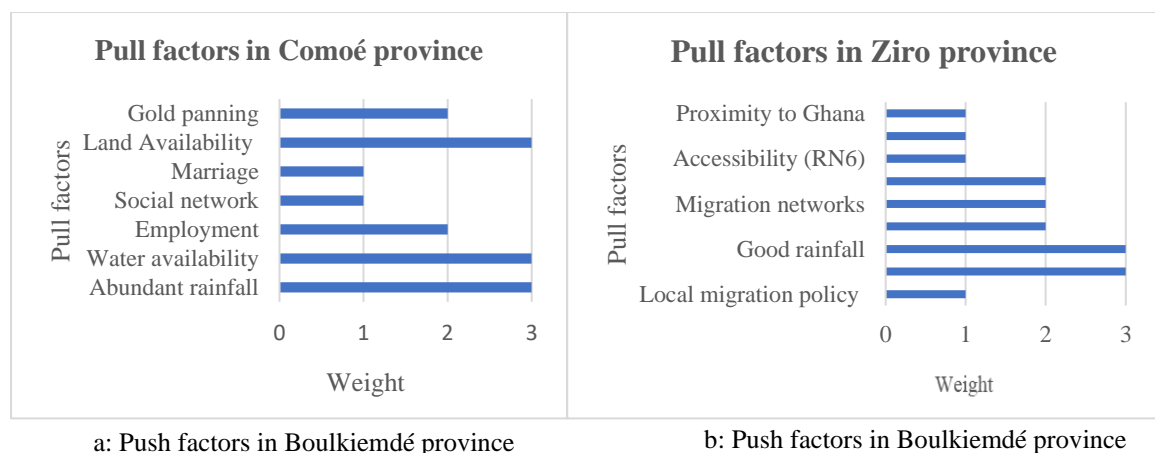 Pull factors in Comoé province
Pull factors
Gold panning
Land Availability
Marriage
Social network
Employment
Water availability
Abundant rainfall
0 1 2 3
Weight
Pull factors in Ziro province
Pull factors
Proximity to Ghana
Accessibility (RN6)
Migration networks
Good rainfall
Local migration policy
0 1 2 3
Weight
a: Push factors in Boulkiemdé province
b: Push factors in Boulkiemdé province